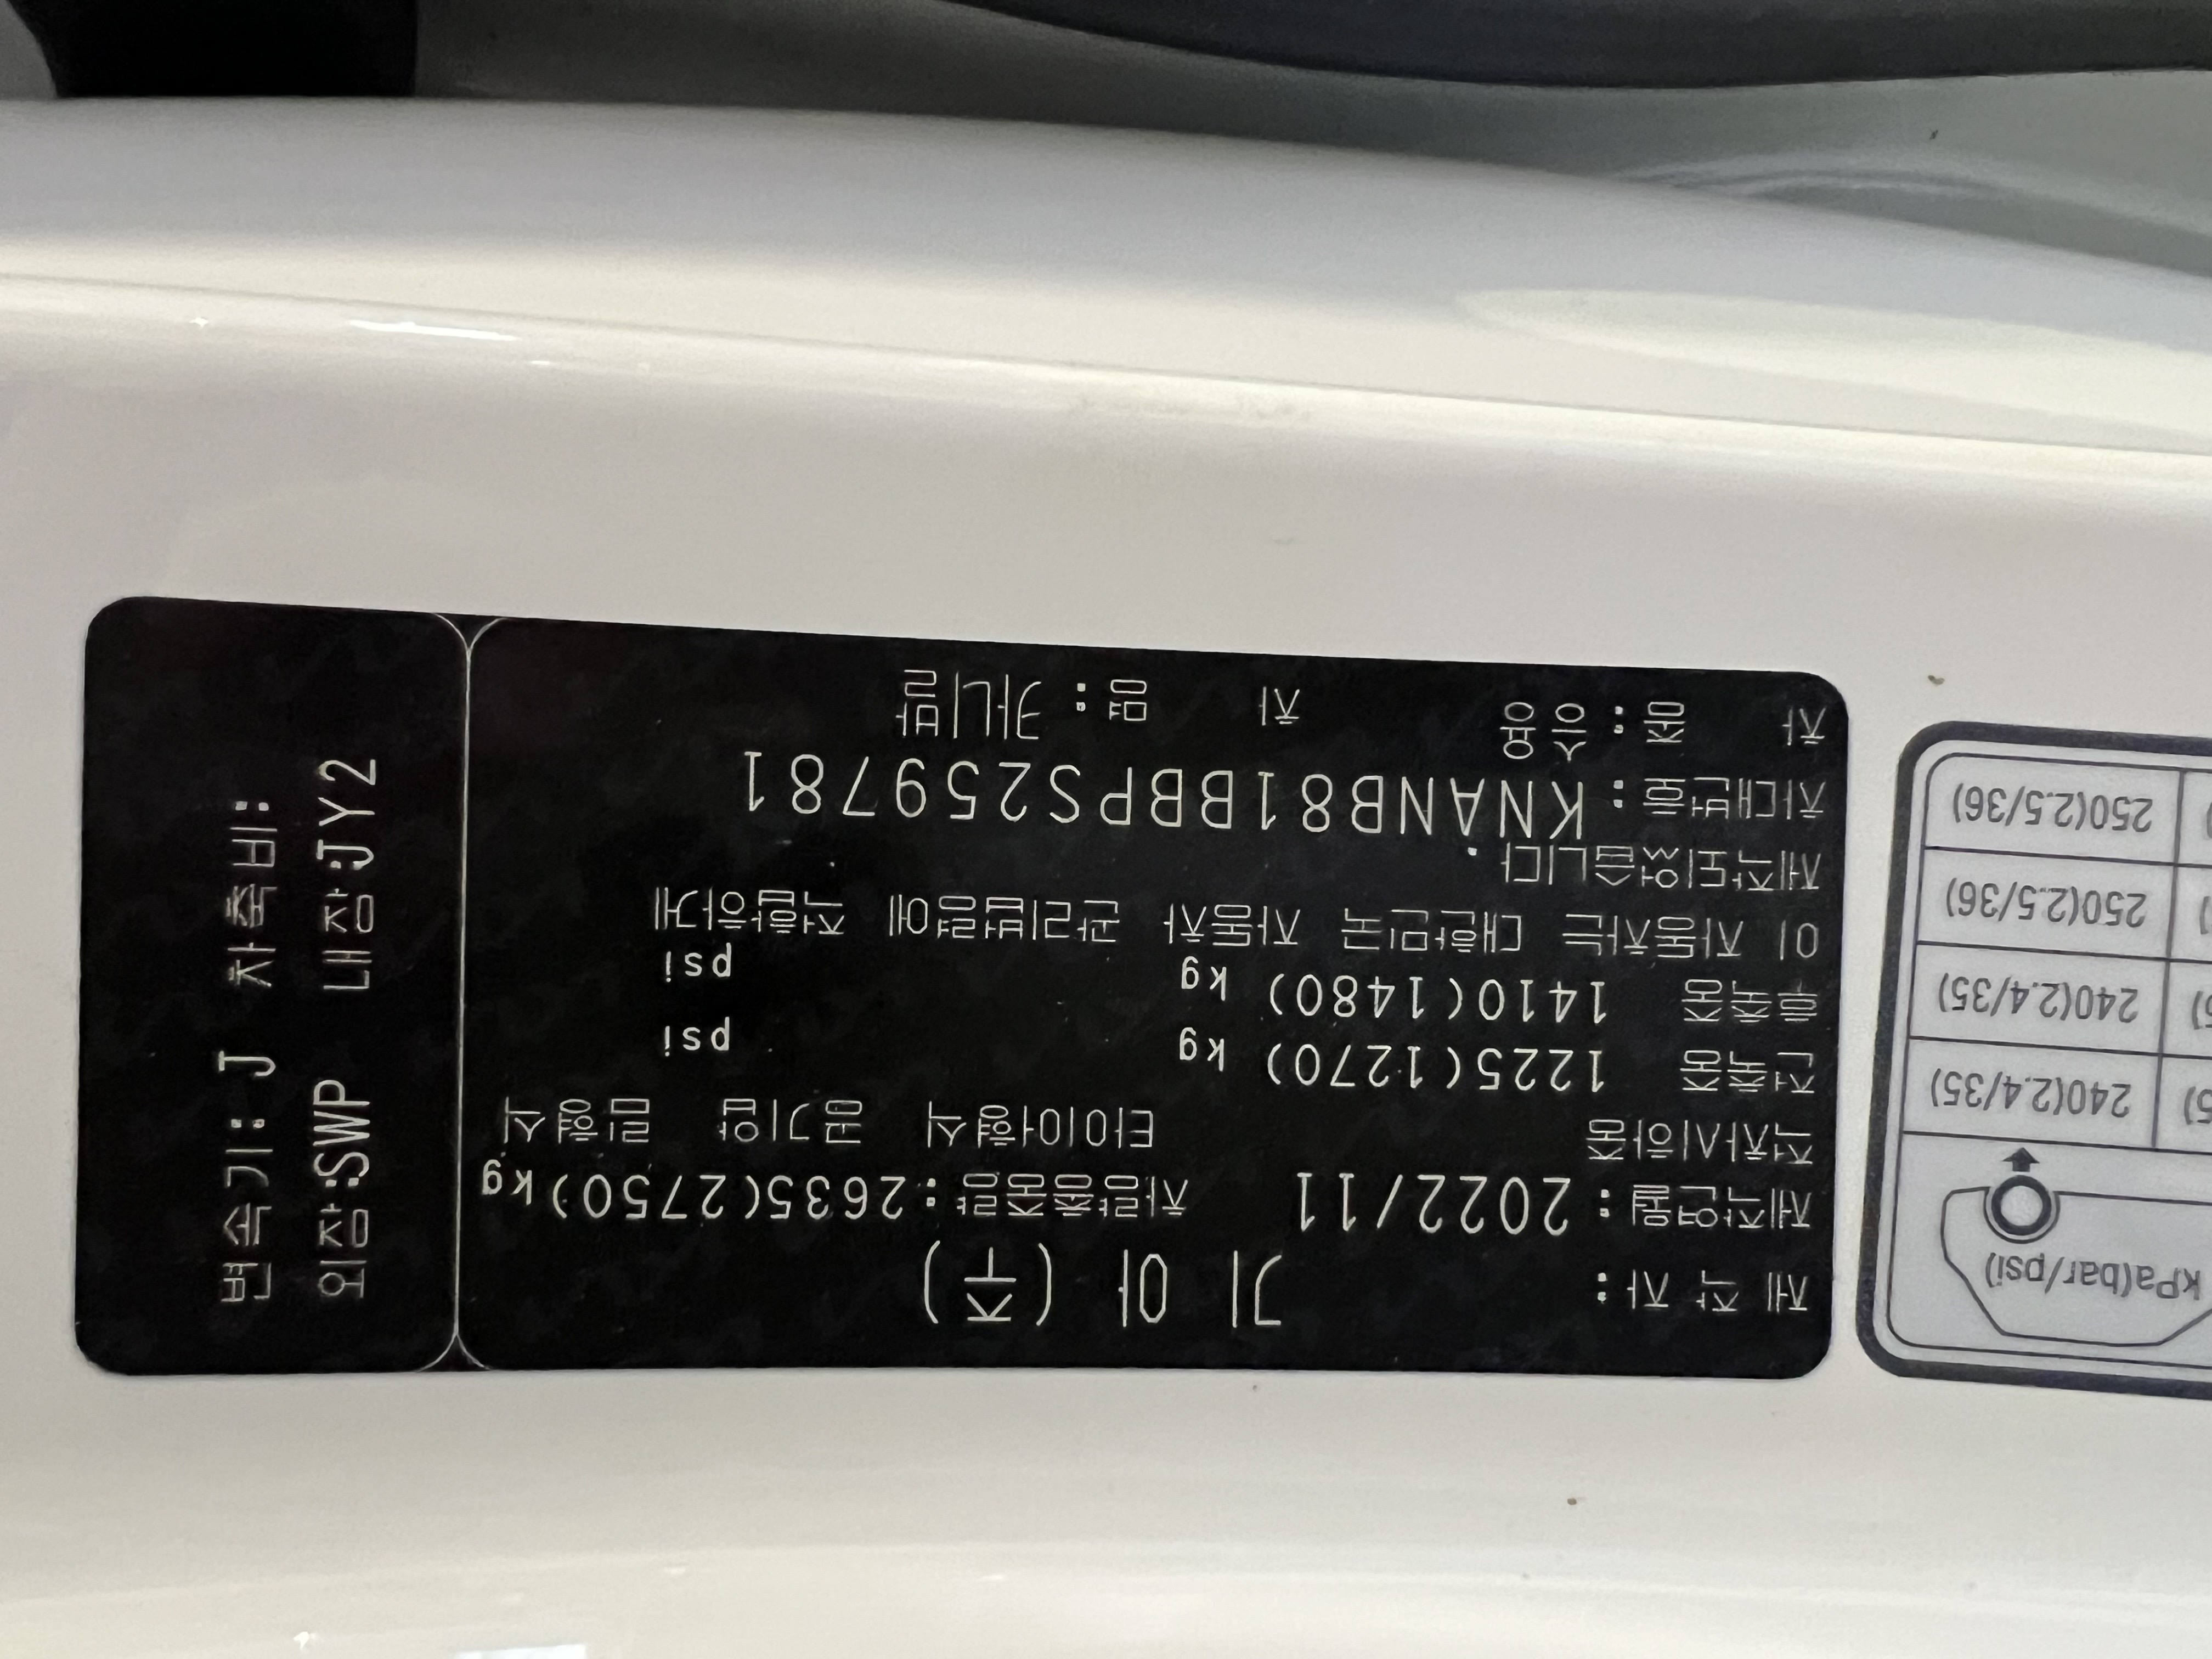 제 작 자: 기 아 (주)
제작연월: 2022/11 차량총중량: 2635(2750)kg
적차시하중 타이어형식 공기압 림형식
전축중 1225(1270) kg psi
후축중 1410(1480) kg psi
이 자동차는 대한민국 자동차 관리법령에 적합하게
제작되었습니다.
차대번호: KNANB81BBPS259781
차 종: 승용 차 명: 카니발
변속기: J 차축비:
외장:SWP 내장:JY2
kPa(bar/psi)
240(2.4/35)
240(2.4/35)
250(2.5/36)
250(2.5/36)